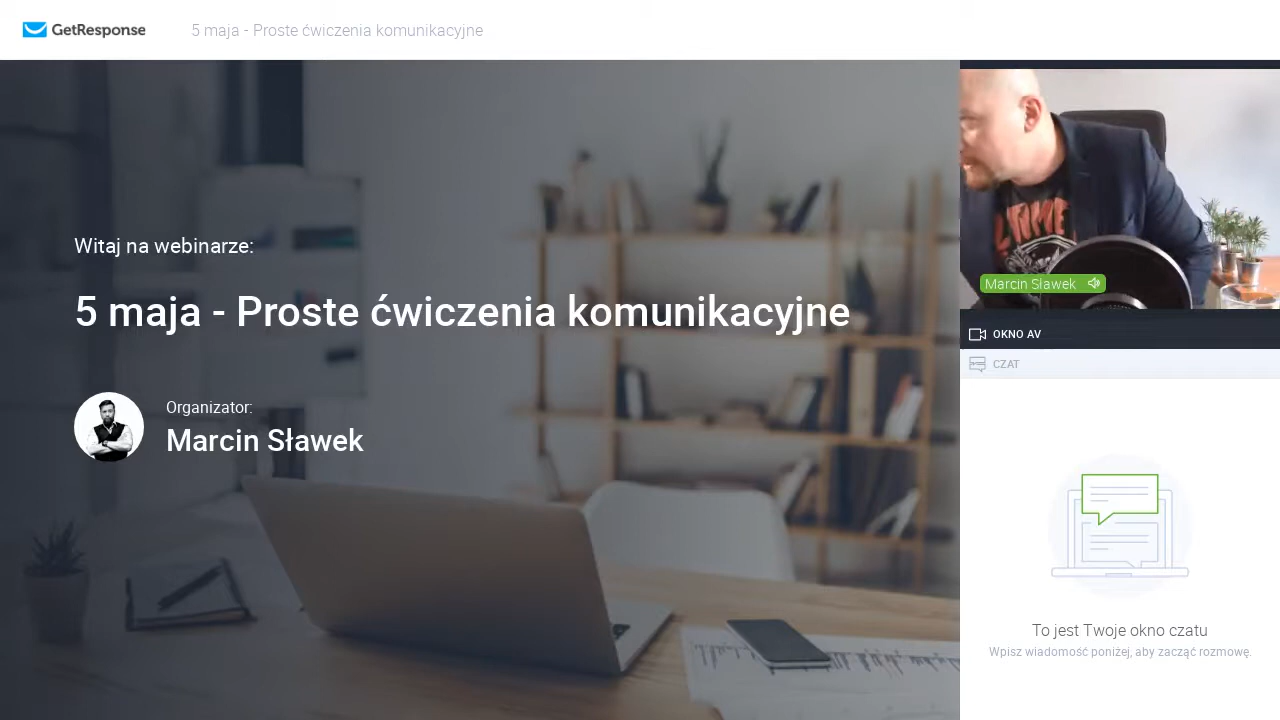 GetResponse
5 maja - Proste ćwiczenia komunikacyjne
Witaj na webinarze:
5 maja - Proste ćwiczenia komunikacyjne
Organizator:
Marcin Sławek
Marcin Sławek
OKNO AV
CZAT
To jest Twoje okno czatu
Wpisz wiadomość poniżej, aby zacząć rozmowę.